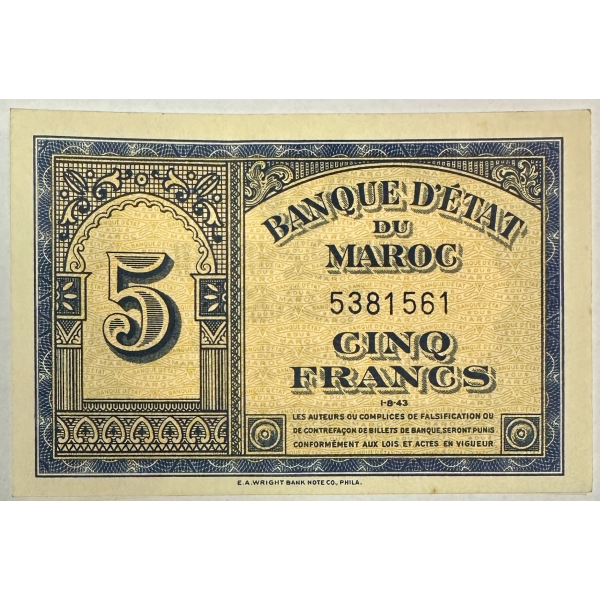 5
BANQUE D'ÉTAT
DU
MAROC
5381561
CINQ
FRANCS
1-8-43
LES AUTEURS OU COMPLICES DE FALSIFICATION OU
DE CONTREFAÇON DE BILLETS DE BANQUE, SERONT PUNIS
CONFORMÉMENT AUX LOIS ET ACTES EN VIGUEUR
E.A. WRIGHT BANK NOTE CO., PHILA.